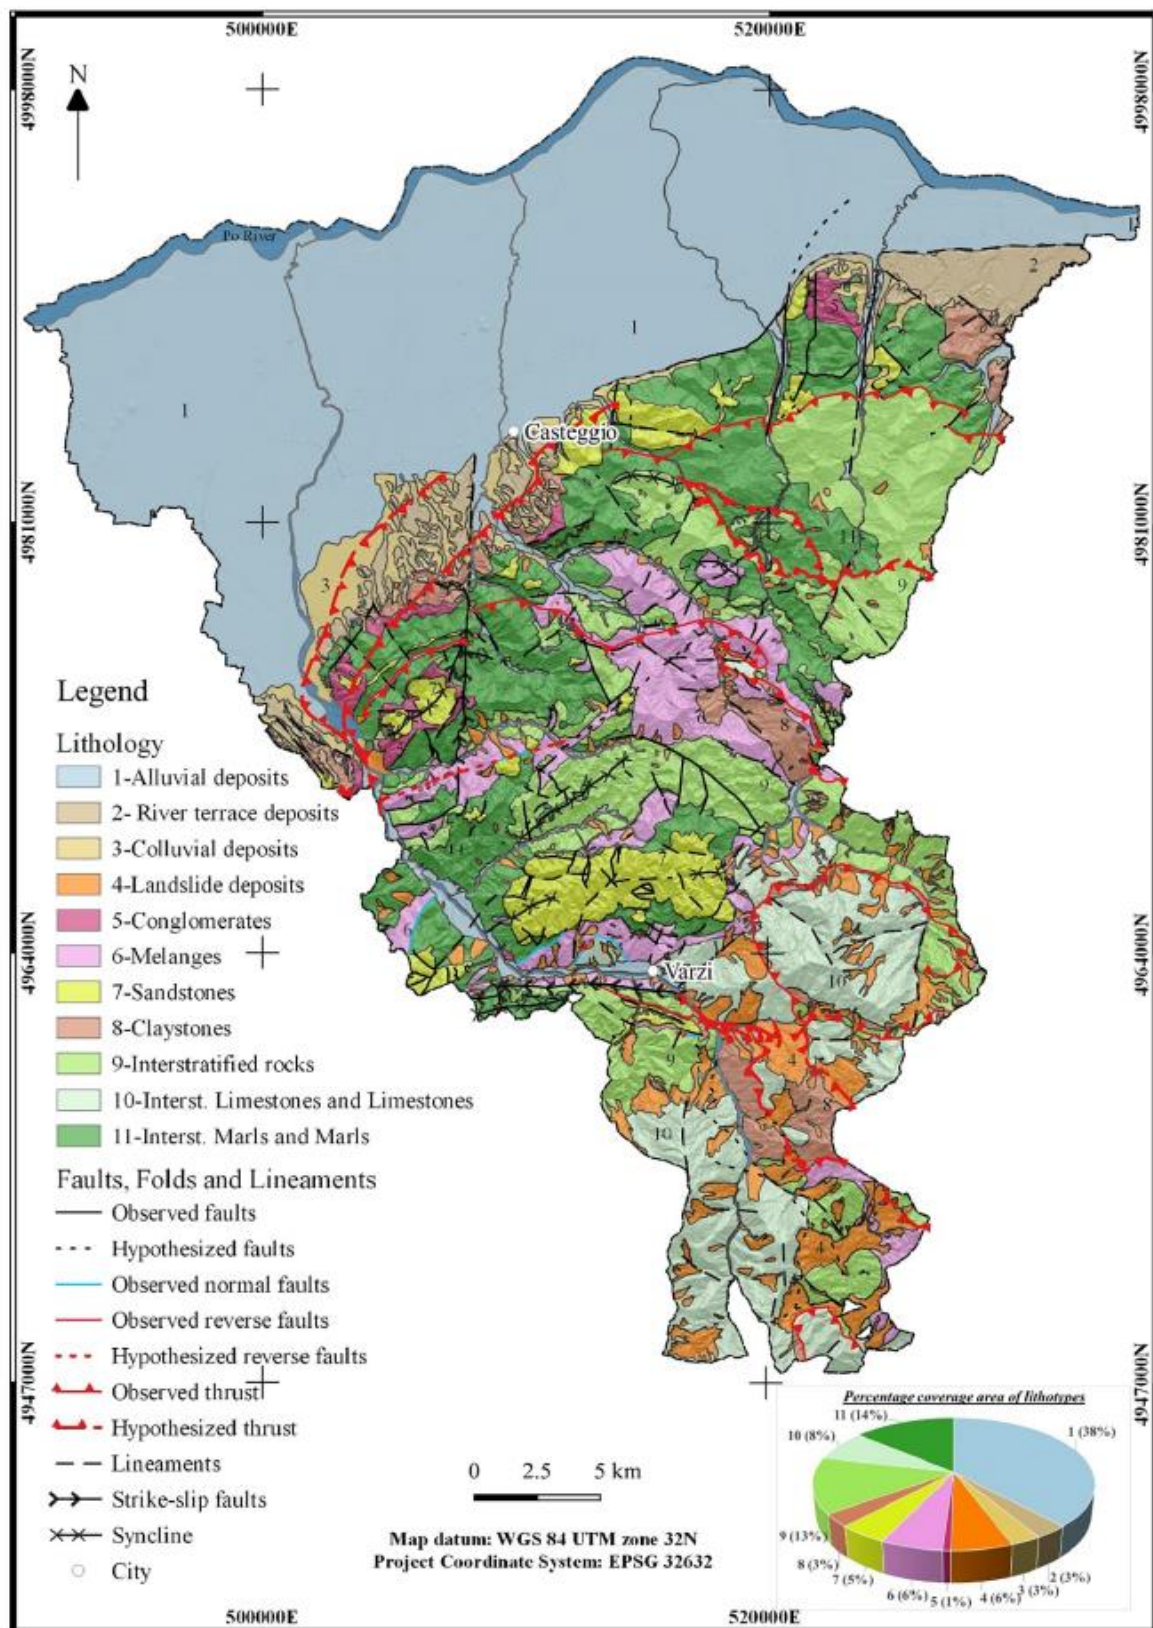 500000E
520000E
4998000N
4998000N
N
Po River
1
2
1
1
Casteggio
4981000N
4981000N
11
3
9
8
9
Legend
Lithology
1-Alluvial deposits
2- River terrace deposits
3-Colluvial deposits
4-Landslide deposits
5-Conglomerates
6-Melanges
7-Sandstones
8-Claystones
9-Interstratified rocks
10-Interst. Limestones and Limestones
11-Interst. Marls and Marls
11
7
6
4964000N
4964000N
Varzi
10
9
4
8
10
4
Faults, Folds and Lineaments
Observed faults
Hypothesized faults
Observed normal faults
Observed reverse faults
Hypothesized reverse faults
Observed thrust
Hypothesized thrust
Lineaments
Strike-slip faults
Syncline
City
4947000N
4947000N
0 2.5 5 km
Map datum: WGS 84 UTM zone 32N
Project Coordinate System: EPSG 32632
Percentage coverage area of lithotypes
11 (14%)
1 (38%)
10 (8%)
9 (13%)
8 (3%)
7 (5%)
6 (6%)
5 (1%)
4 (6%)
3 (3%)
2 (3%)
500000E
520000E